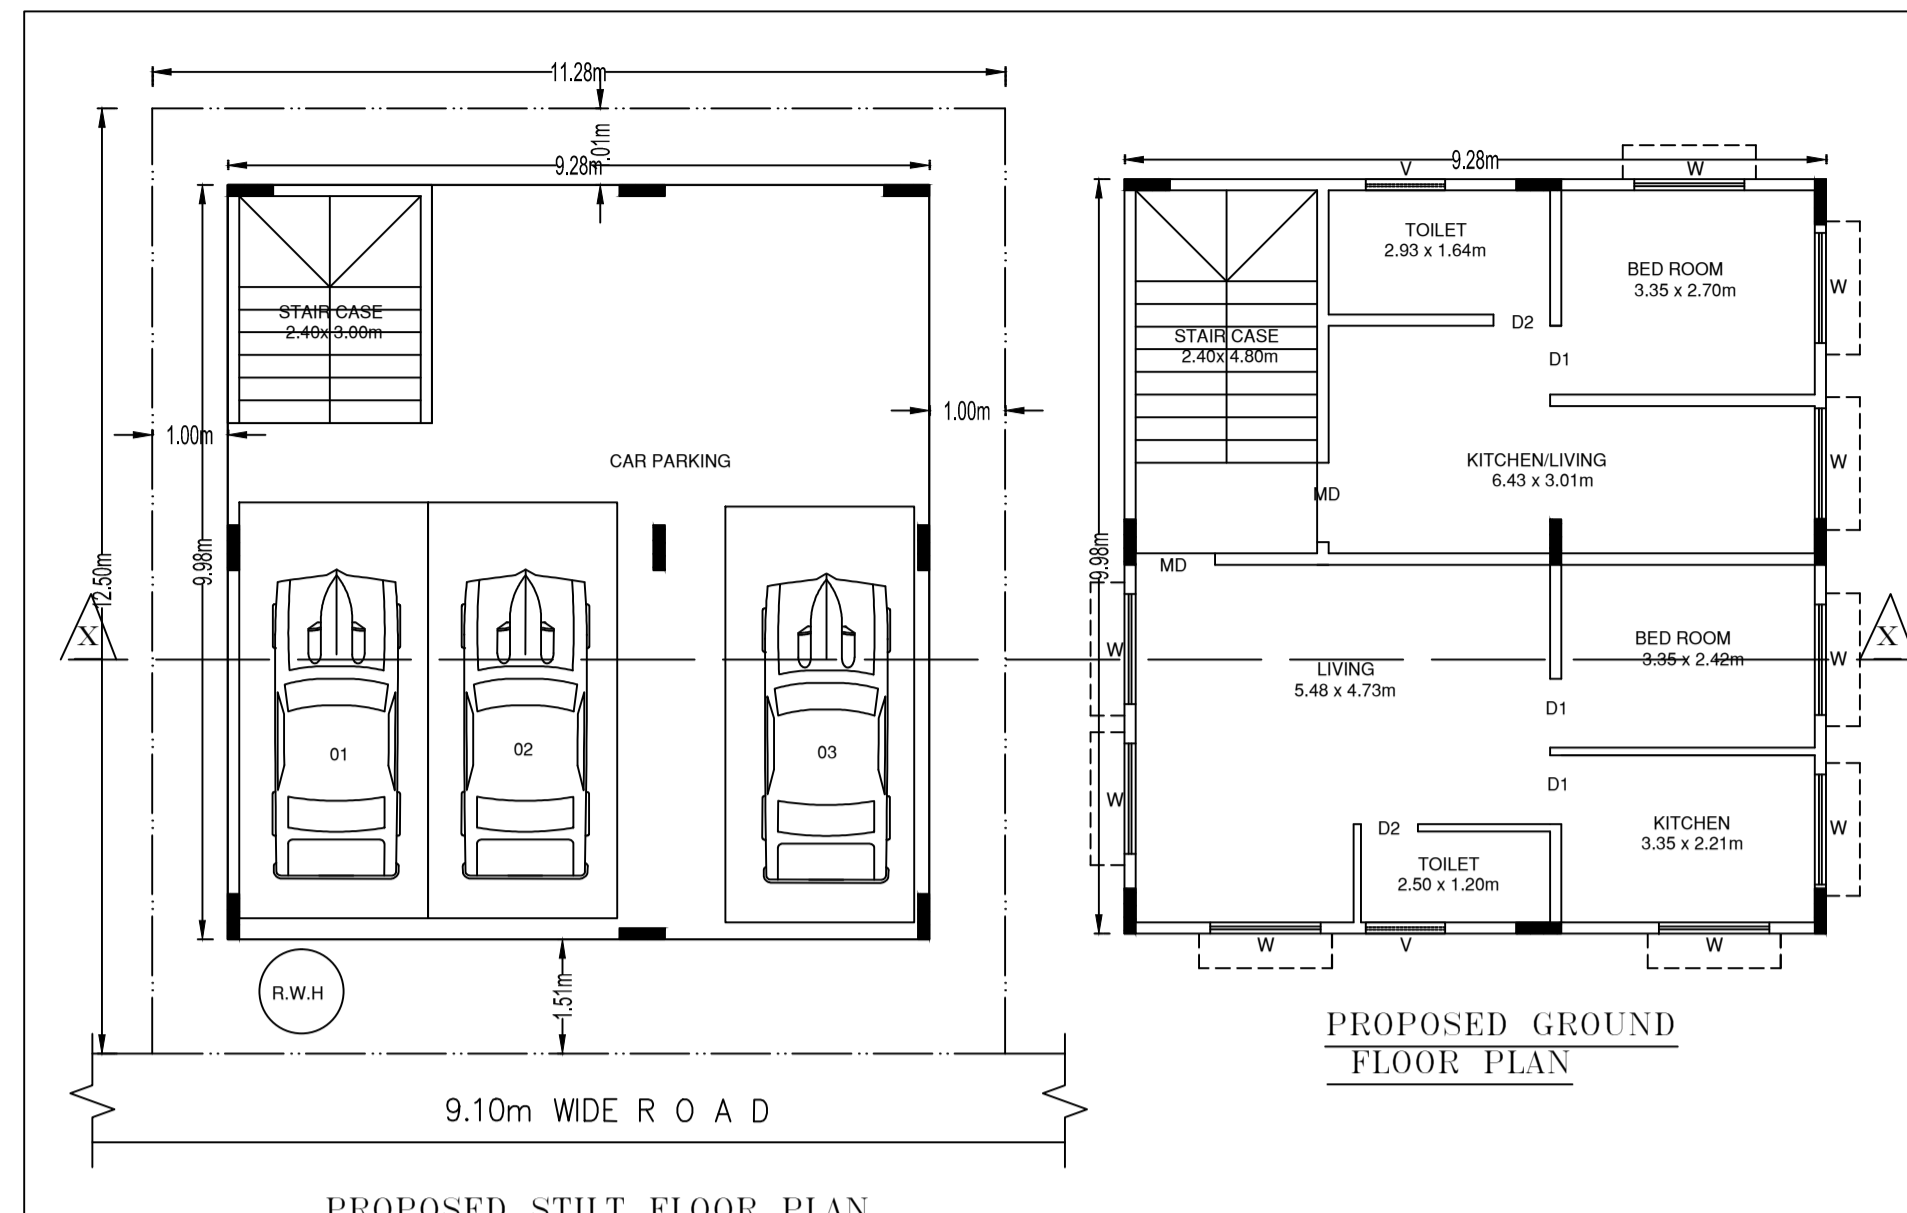 11.28m
.01m
9.28m
STAIR CASE
2.40x 3.00m
1.00m
1.00m
CAR PARKING
12.50m
9.98m
X
01
02
03
R.W.H
1.51m
9.10m WIDE R O A D
PROPOSED STILT FLOOR PLAN
9.28m
V
W
TOILET
2.93 x 1.64m
BED ROOM
3.35 x 2.70m
W
D2
STAIR CASE
2.40x 4.80m
D1
KITCHEN/LIVING
6.43 x 3.01m
W
MD
9.98m
MD
BED ROOM
3.35 x 2.42m
X
W
W
LIVING
5.48 x 4.73m
D1
D1
W
KITCHEN
3.35 x 2.21m
W
D2
TOILET
2.50 x 1.20m
W
V
W
PROPOSED GROUND
FLOOR PLAN